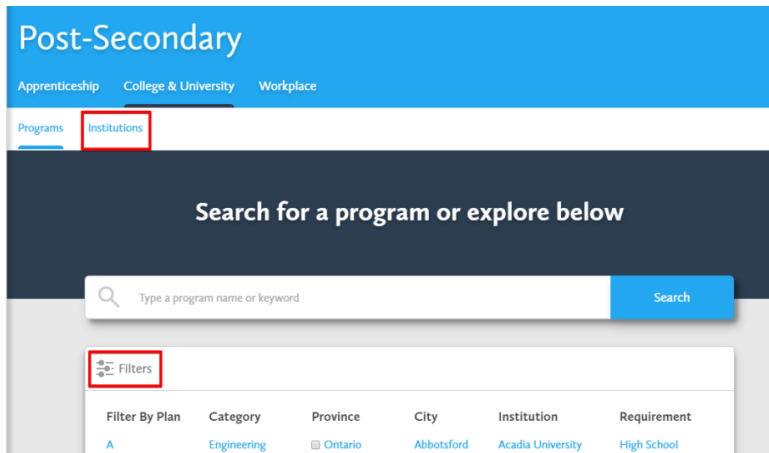 Post-Secondary
Apprenticeship College & University Workplace
Programs Institutions
Search for a program or explore below
Type a program name or keyword Search
Filters
Filter By Plan Category Province City Institution Requirement
A Engineering Ontario Abbotsford Acadia University High School